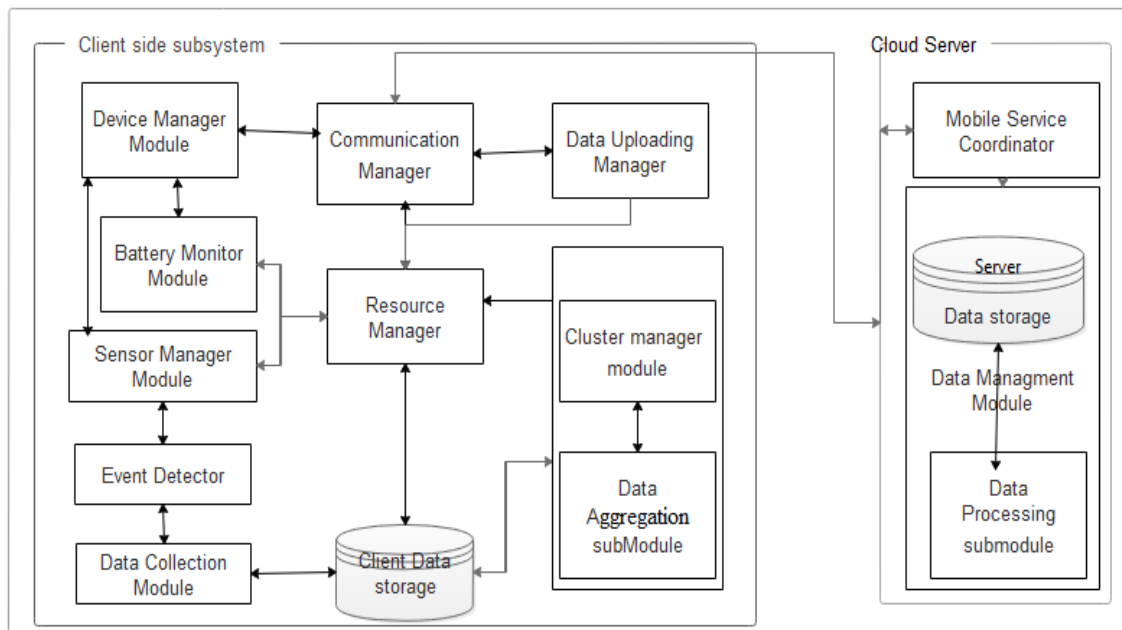 Client side subsystem
Device Manager
Module
Communication
Manager
Data Uploading
Manager
Battery Monitor
Module
Resource
Manager
Sensor Manager
Module
Cluster manager
module
Event Detector
Data
Aggregation
subModule
Data Collection
Module
Client Data
storage
Cloud Server
Mobile Service
Coordinator
Server
Data storage
Data Managment
Module
Data
Processing
submodule